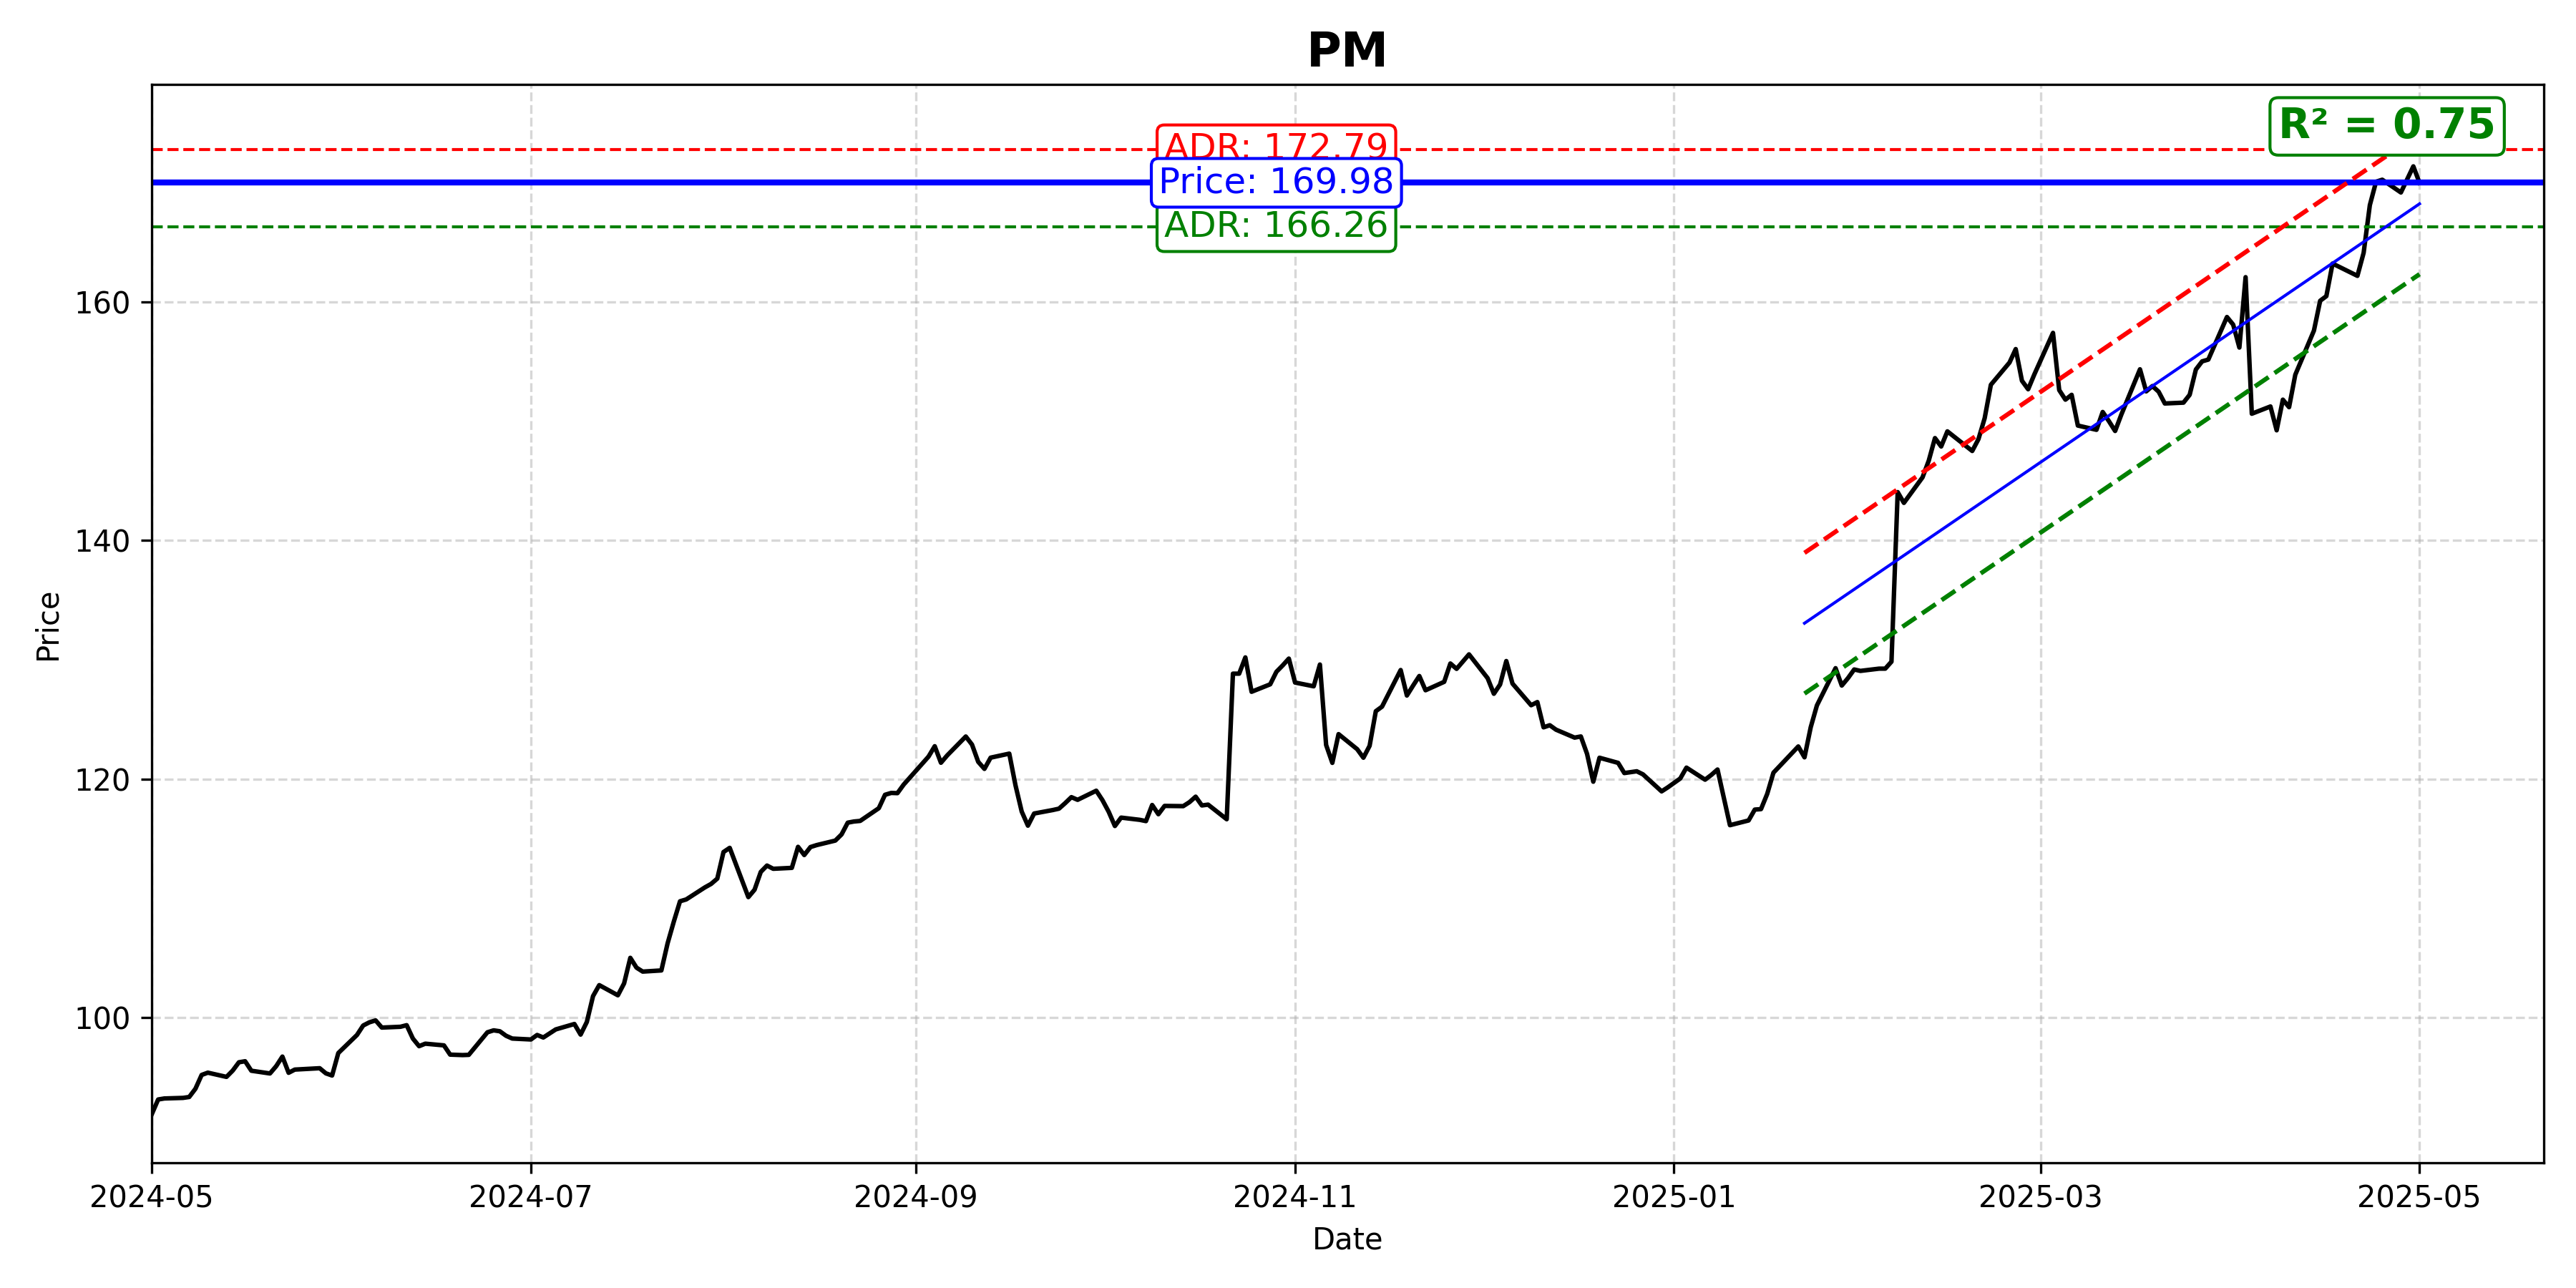 PM
R² = 0.75
ADR: 172.79
Price: 169.98
ADR: 166.26
160
140
120
100
Price
2024-05
2024-07
2024-09
2024-11
2025-01
2025-03
2025-05
Date